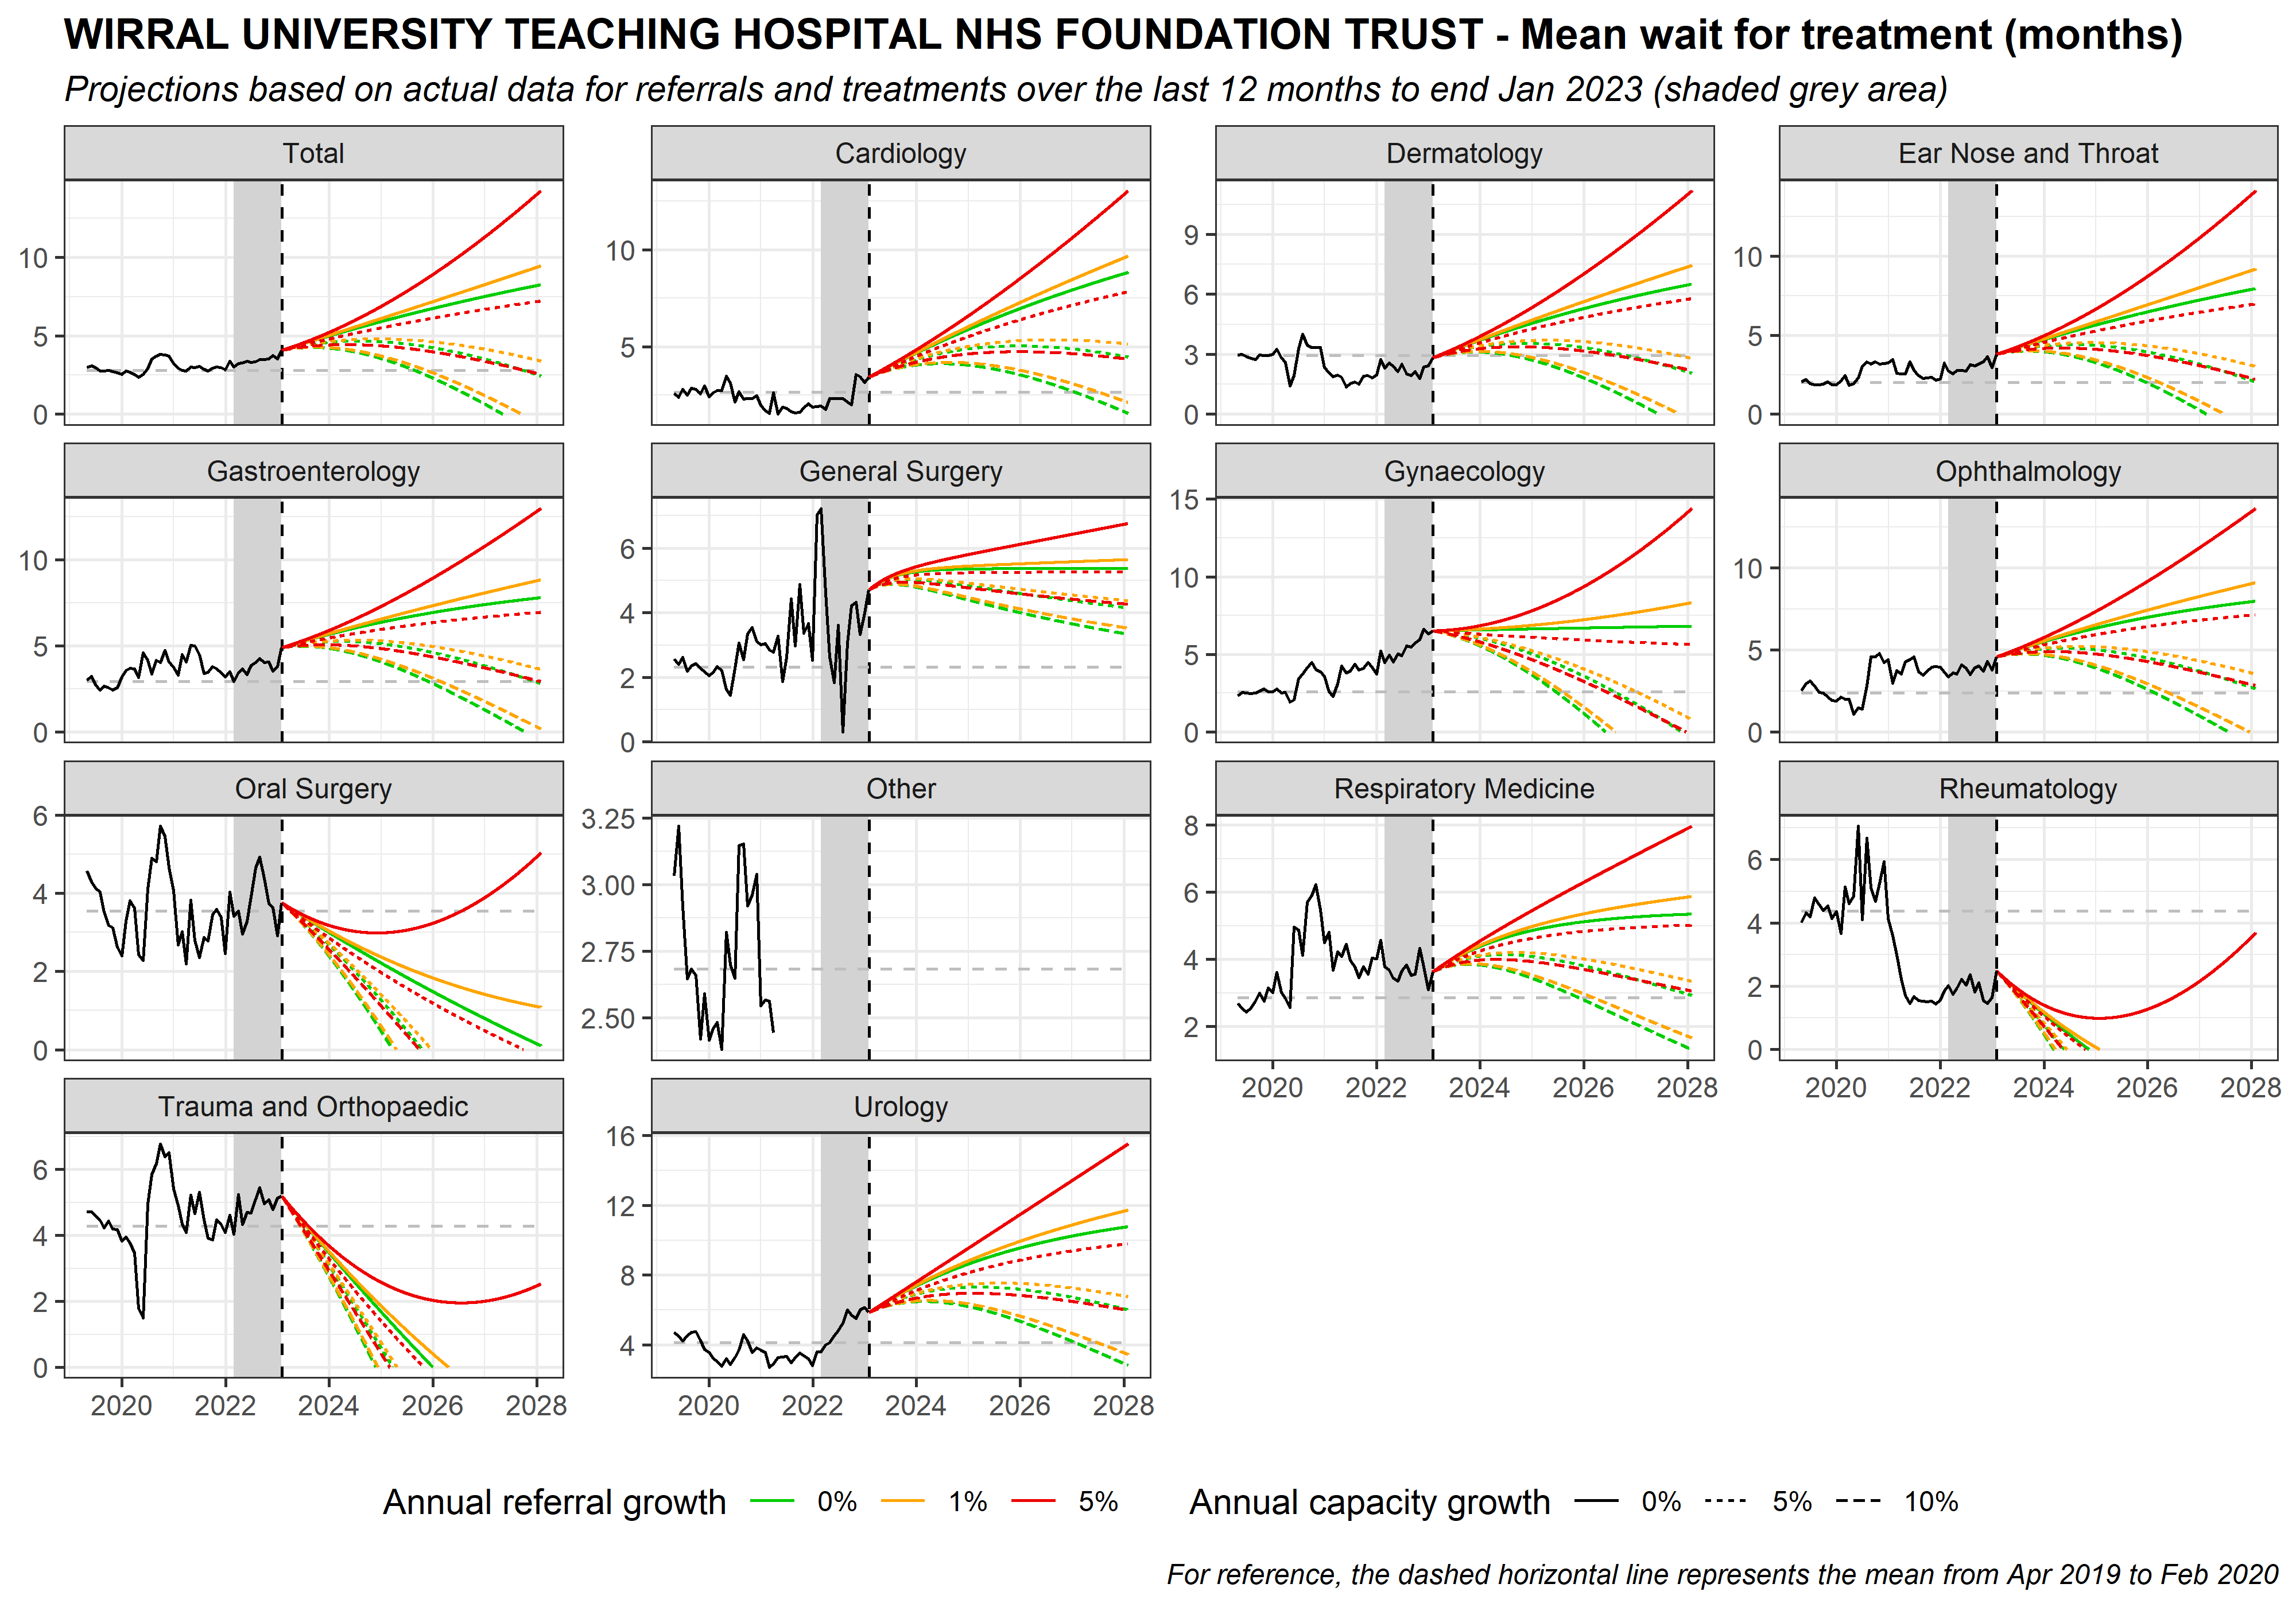 WIRRAL UNIVERSITY TEACHING HOSPITAL NHS FOUNDATION TRUST - Mean wait for treatment (months)
Projections based on actual data for referrals and treatments over the last 12 months to end Jan 2023 (shaded grey area)
Total
10
5
0
Cardiology
10
5
Dermatology
9
6
3
0
Ear Nose and Throat
10
5
0
Gastroenterology
10
5
0
General Surgery
6
4
2
0
Gynaecology
15
10
5
0
Ophthalmology
10
5
0
Oral Surgery
6
4
2
0
Other
3.25
3.00
2.75
2.50
Respiratory Medicine
8
6
4
2
2020 2022 2024 2026 2028
Rheumatology
6
4
2
0
2020 2022 2024 2026 2028
Trauma and Orthopaedic
6
4
2
0
2020 2022 2024 2026 2028
Urology
16
12
8
4
2020 2022 2024 2026 2028
Annual referral growth 0% 1% 5% Annual capacity growth 0% 5% 10%
For reference, the dashed horizontal line represents the mean from Apr 2019 to Feb 2020